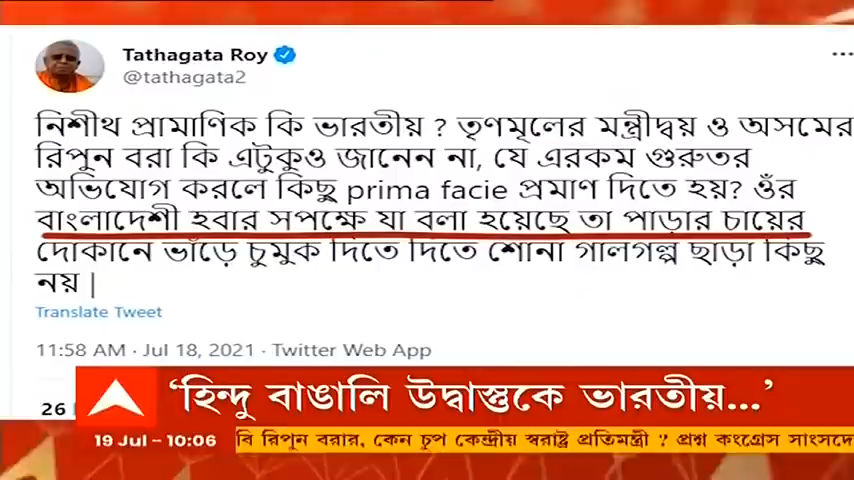 Tathagata Roy
@tathagata2
নিশীথ প্রামাণিক কি ভারতীয় ? তৃণমূলের মন্ত্রীদ্বয় ও অসমের
রিপুন বরা কি এটুকুও জানেন না, যে এরকম গুরুতর
অভিযোগ করলে কিছু prima facie প্রমাণ দিতে হয়? ওঁর
বাংলাদেশী হবার সপক্ষে যা বলা হয়েছে তা পাড়ার চায়ের
দোকানে ভাঁড়ে চুমুক দিতে দিতে শোনা গালগল্প ছাড়া কিছু
নয় |
Translate Tweet
11:58 AM · Jul 18, 2021 · Twitter Web App
26
‘হিন্দু বাঙালি উদ্বাস্তুকে ভারতীয়...’
19 Jul – 10:06
বি রিপুন বরার, কেন চুপ কেন্দ্রীয় স্বরাষ্ট্র প্রতিমন্ত্রী ? প্রশ্ন কংগ্রেস সাংসদে